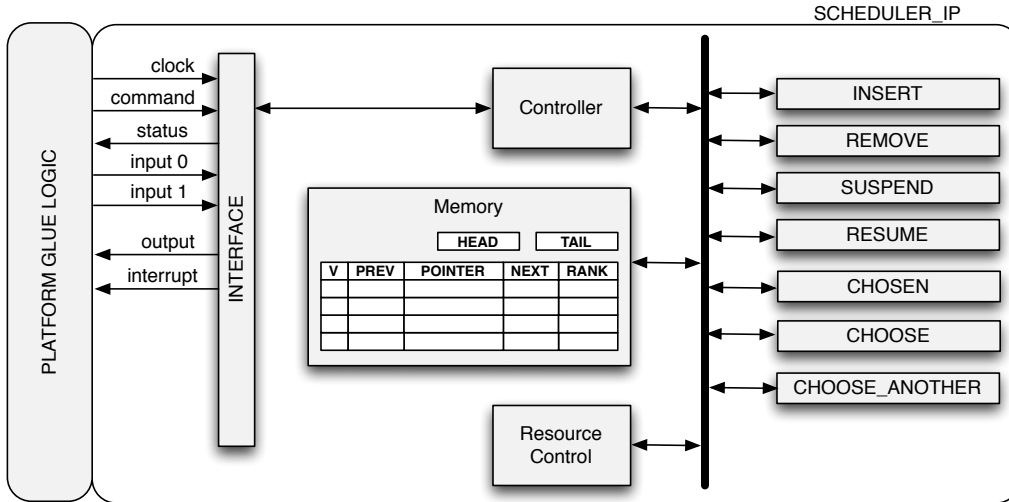 SCHEDULER_IP
PLATFORM GLUE LOGIC
clock
command
status
input 0
input 1
output
interrupt
INTERFACE
Controller
Memory
HEAD TAIL
V PREV POINTER NEXT RANK
Resource
Control
INSERT
REMOVE
SUSPEND
RESUME
CHOSEN
CHOOSE
CHOOSE_ANOTHER